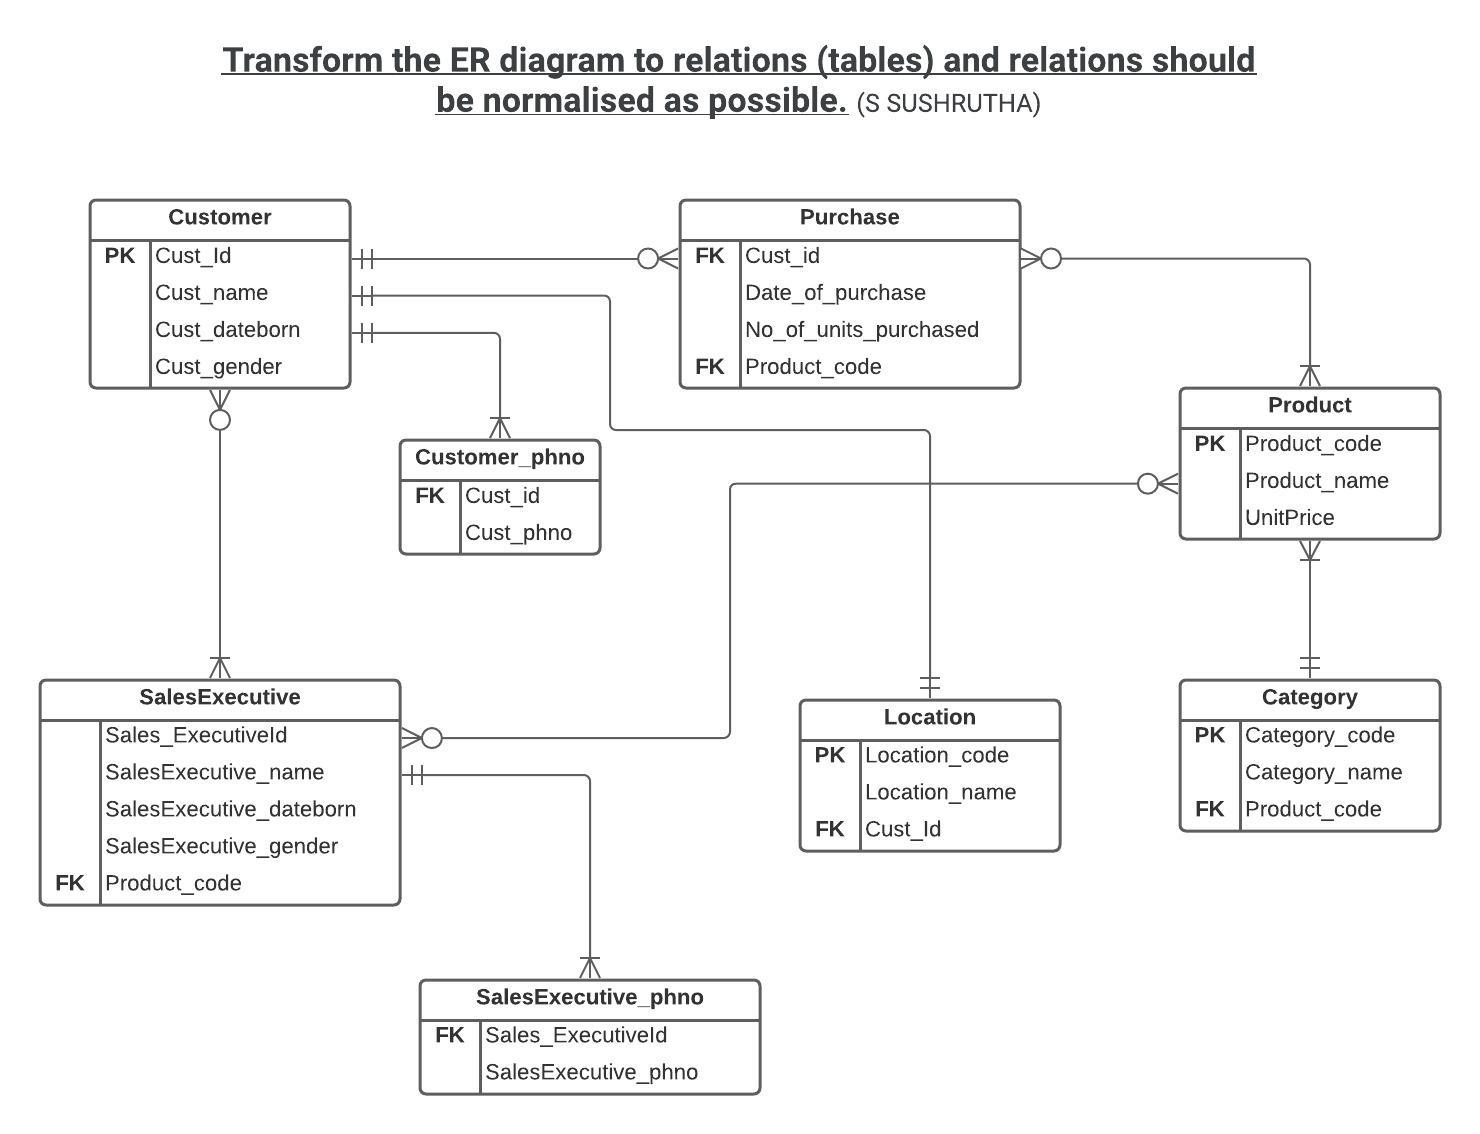 Transform the ER diagram to relations (tables) and relations should
be normalised as possible. (S SUSHRUTHA)
Customer
PK Cust_Id
Cust_name
Cust_dateborn
Cust_gender
Purchase
FK Cust_id
Date_of_purchase
No_of_units_purchased
FK Product_code
Product
PK Product_code
Product_name
UnitPrice
Customer_phno
FK Cust_id
Cust_phno
SalesExecutive
Sales_ExecutiveId
SalesExecutive_name
SalesExecutive_dateborn
SalesExecutive_gender
FK Product_code
Location
PK Location_code
Location_name
FK Cust_Id
Category
PK Category_code
Category_name
FK Product_code
SalesExecutive_phno
FK Sales_ExecutiveId
SalesExecutive_phno